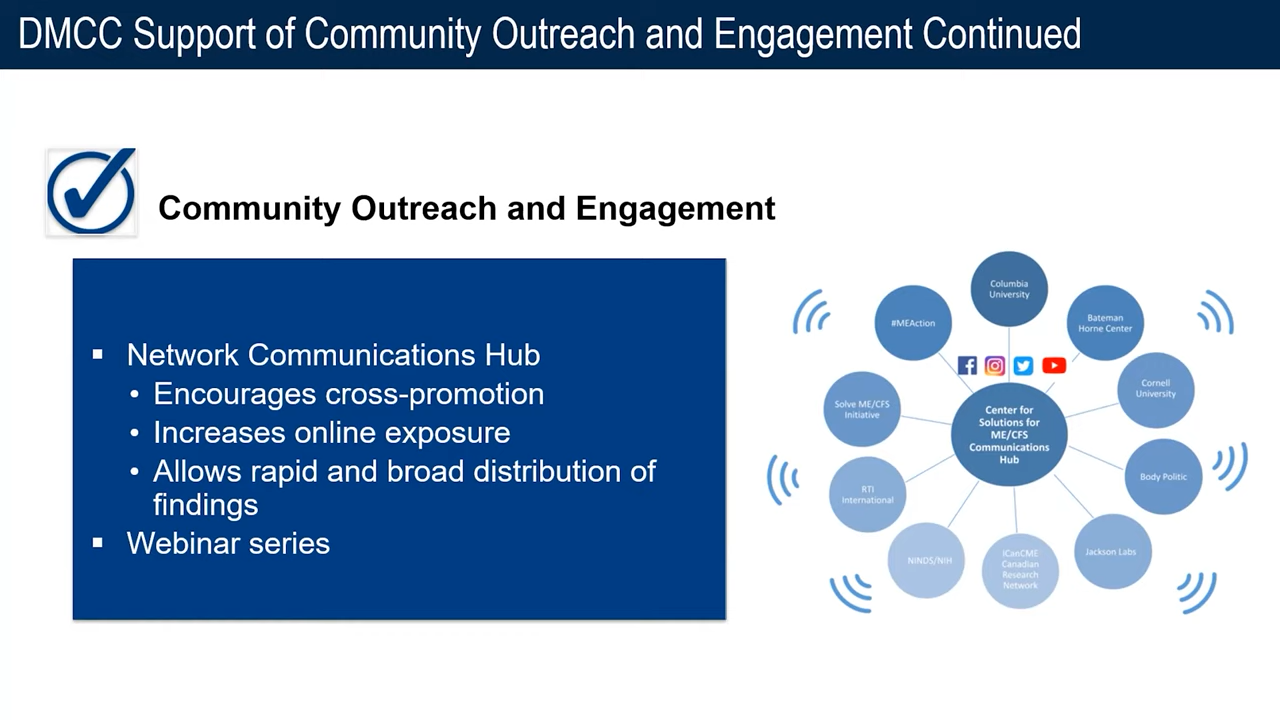 DMCC Support of Community Outreach and Engagement Continued
Community Outreach and Engagement
▪ Network Communications Hub
• Encourages cross-promotion
• Increases online exposure
• Allows rapid and broad distribution of
findings
▪ Webinar series
Columbia
University
Bateman
Horne Center
Cornell
University
Body Politic
Jackson Labs
ICanCME
Canadian
Research
Network
NINDS/NIH
RTI
International
Solve ME/CFS
Initiative
#MEAction
Center for
Solutions for
ME/CFS
Communications
Hub